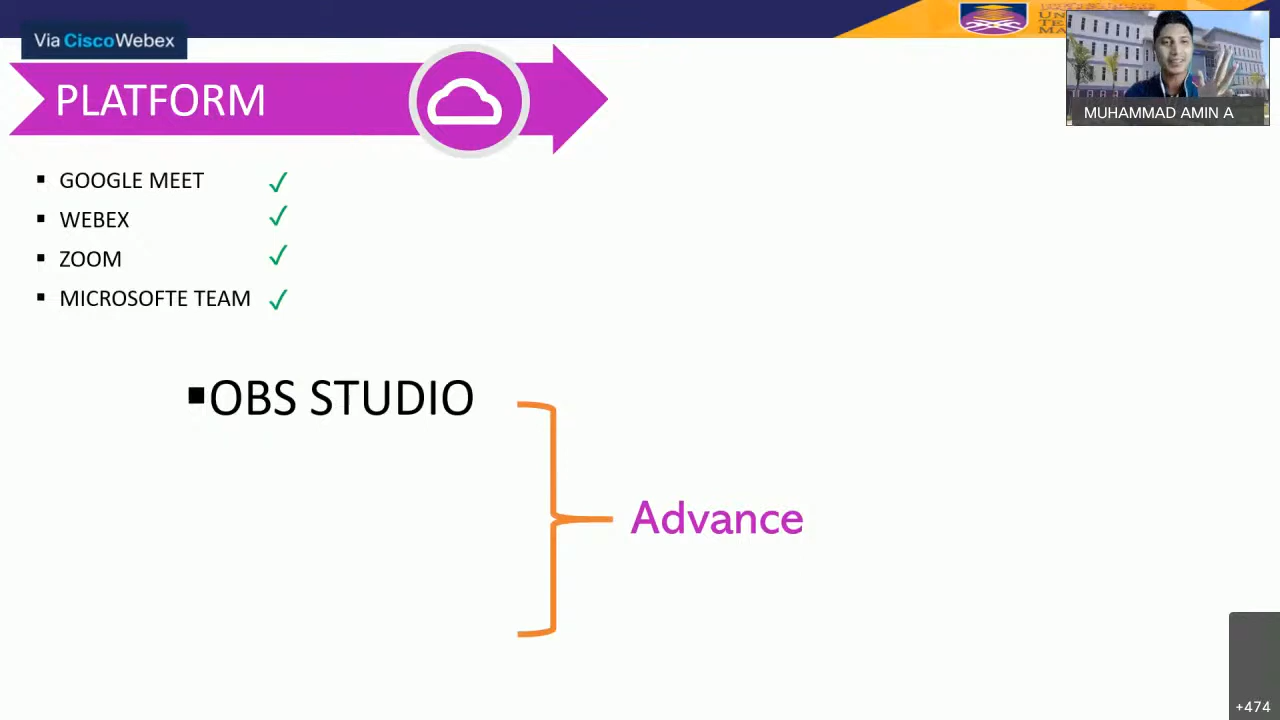 Via CiscoWebex
PLATFORM
MUHAMMAD AMIN A
▪ GOOGLE MEET ✓
▪ WEBEX ✓
▪ ZOOM ✓
▪ MICROSOFTE TEAM ✓
▪OBS STUDIO
Advance
+474